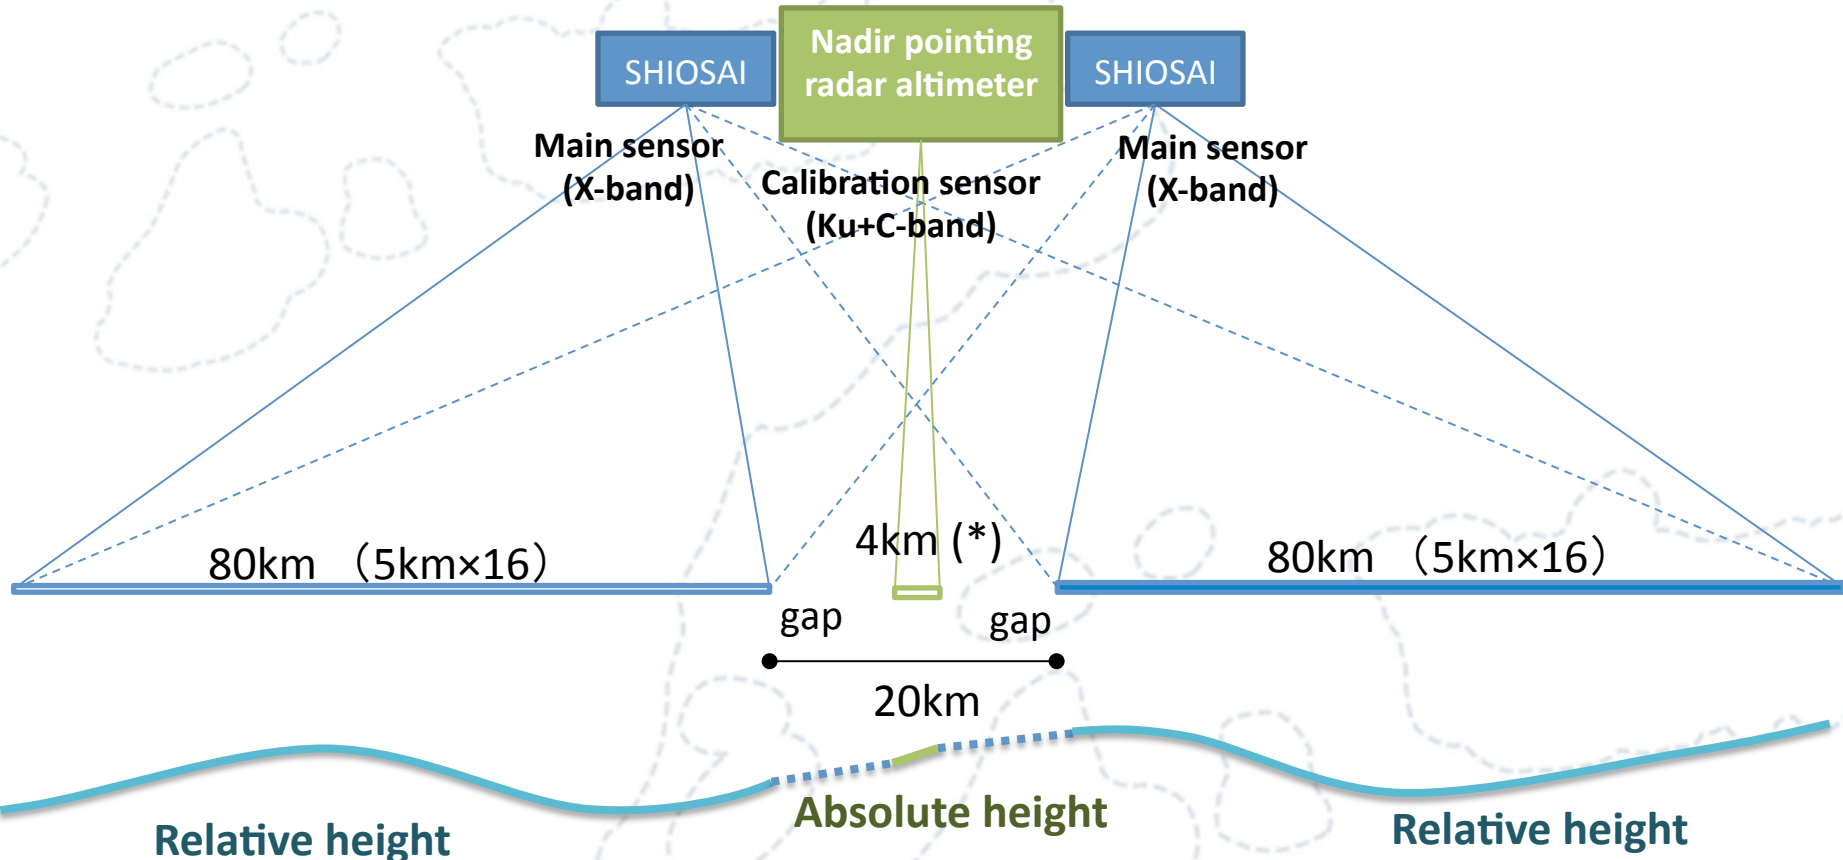 SHIOSAI
Nadir pointing
radar altimeter
SHIOSAI
Main sensor
(X-band)
Calibration sensor
(Ku+C-band)
Main sensor
(X-band)
80km （5km×16）
4km (*)
80km （5km×16）
gap
gap
20km
Relative height
Absolute height
Relative height